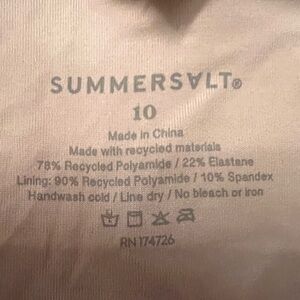 SUMMERSALT®
10
Made in China
Made with recycled materials
78% Recycled Polyamide / 22% Elastane
Lining: 90% Recycled Polyamide / 10% Spandex
Handwash cold / Line dry / No bleach or iron
RN 174726